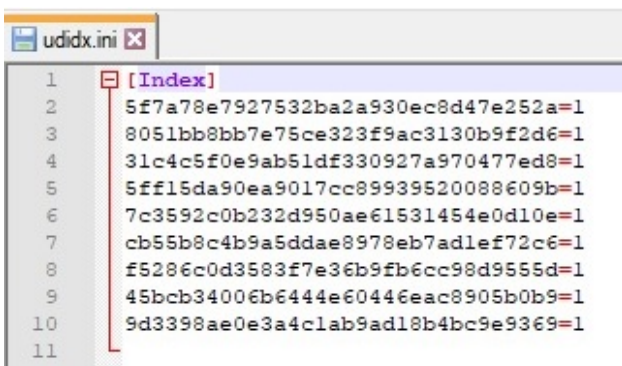 udidx.ini
1 [Index]
2 5f7a78e7927532ba2a930ec8d47e252a=1
3 8051bb8bb7e75ce323f9ac3130b9f2d6=1
4 31c4c5f0e9ab51df330927a970477ed8=1
5 5ff15da90ea9017cc89939520088609b=1
6 7c3592c0b232d950ae61531454e0d10e=1
7 cb55b8c4b9a5ddae8978eb7ad1ef72c6=1
8 f5286c0d3583f7e36b9fb6cc98d9555d=1
9 45bcb34006b6444e60446eac8905b0b9=1
10 9d3398ae0e3a4c1ab9ad18b4bc9e9369=1
11